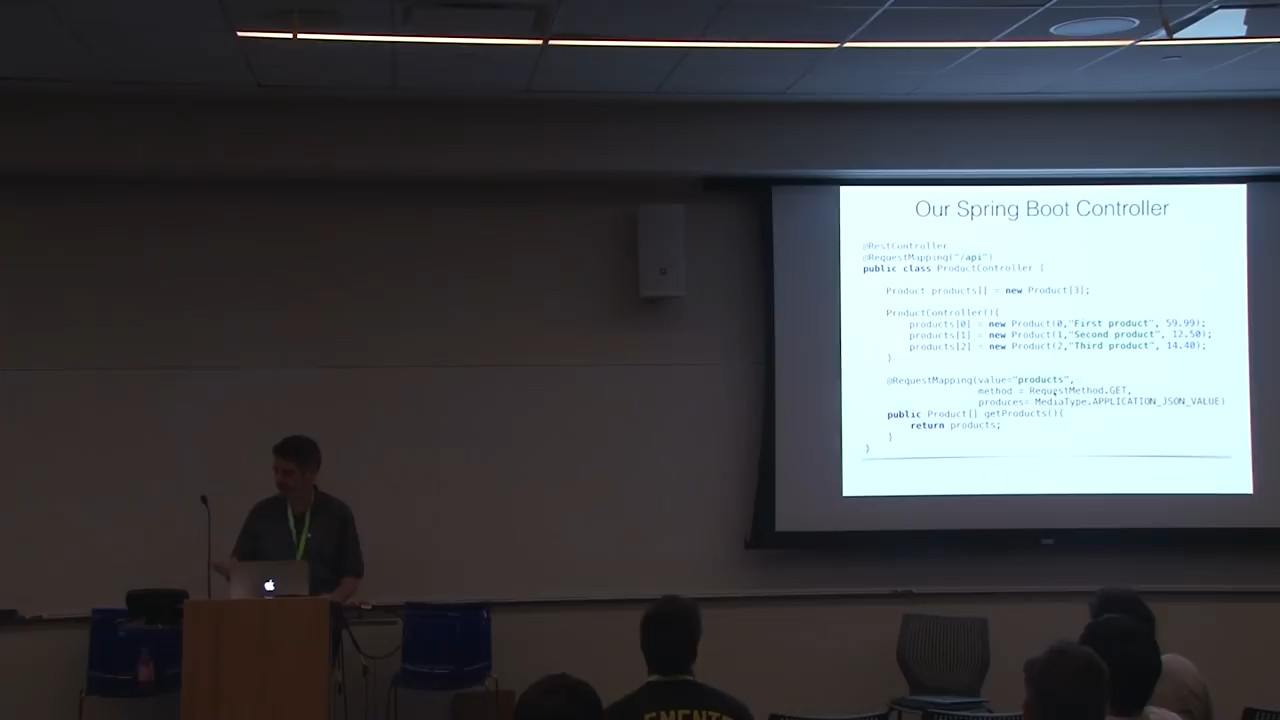 Our Spring Boot Controller
@RestController
@RequestMapping("/api")
public class ProductController {
Product products[] = new Product[3];
ProductController(){
products[0] = new Product(0,"First product", 59.99);
products[1] = new Product(1,"Second product", 12.50);
products[2] = new Product(2,"Third product", 14.40);
}
@RequestMapping(value="products",
method = RequestMethod.GET,
produces= MediaType.APPLICATION_JSON_VALUE)
public Product[] getProducts(){
return products;
}
}